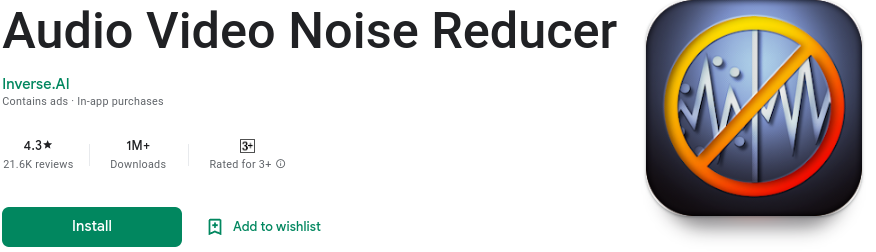 Audio Video Noise Reducer
Inverse.AI
Contains ads · In-app purchases
4.3★ 1M+ 3+
21.6K reviews Downloads Rated for 3+
Install Add to wishlist